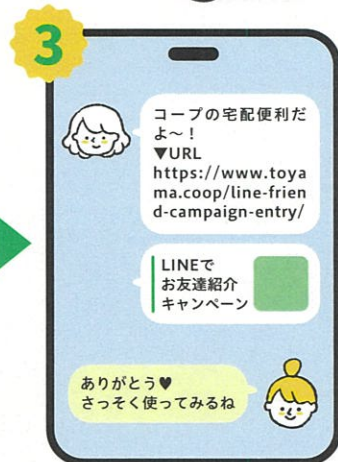 3
コープの宅配便利だ
よ～！
▼URL
https://www.toya
ma.coop/line-frien
d-campaign-entry/
LINEで
お友達紹介
キャンペーン
ありがとう♥
さっそく使ってみるね